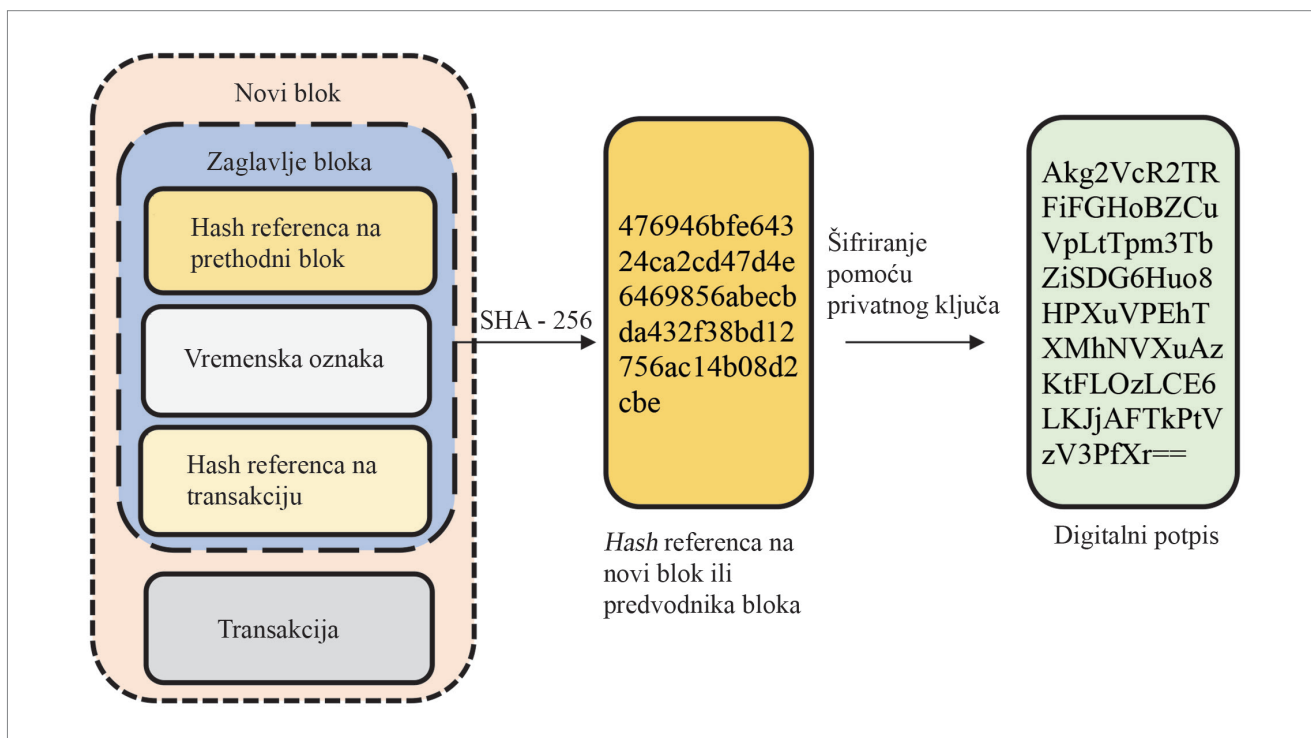 Novi blok
Zaglavlje bloka
Hash referenca na
prethodni blok
Vremenska oznaka
Hash referenca na
transakciju
Transakcija
SHA - 256
476946bfe643
24ca2cd47d4e
6469856abecb
da432f38bd12
756ac14b08d2
cbe
Hash referenca na
novi blok ili
predvodnika bloka
Šifriranje
pomoću
privatnog ključa
Akg2VcR2TR
FiFGHoBZCu
VpLtTpm3Tb
ZiSDG6Huo8
HPXuVPEhT
XMhNVXuAz
KtFLOzLCE6
LKJjAFTkPtV
zV3PfXr==
Digitalni potpis